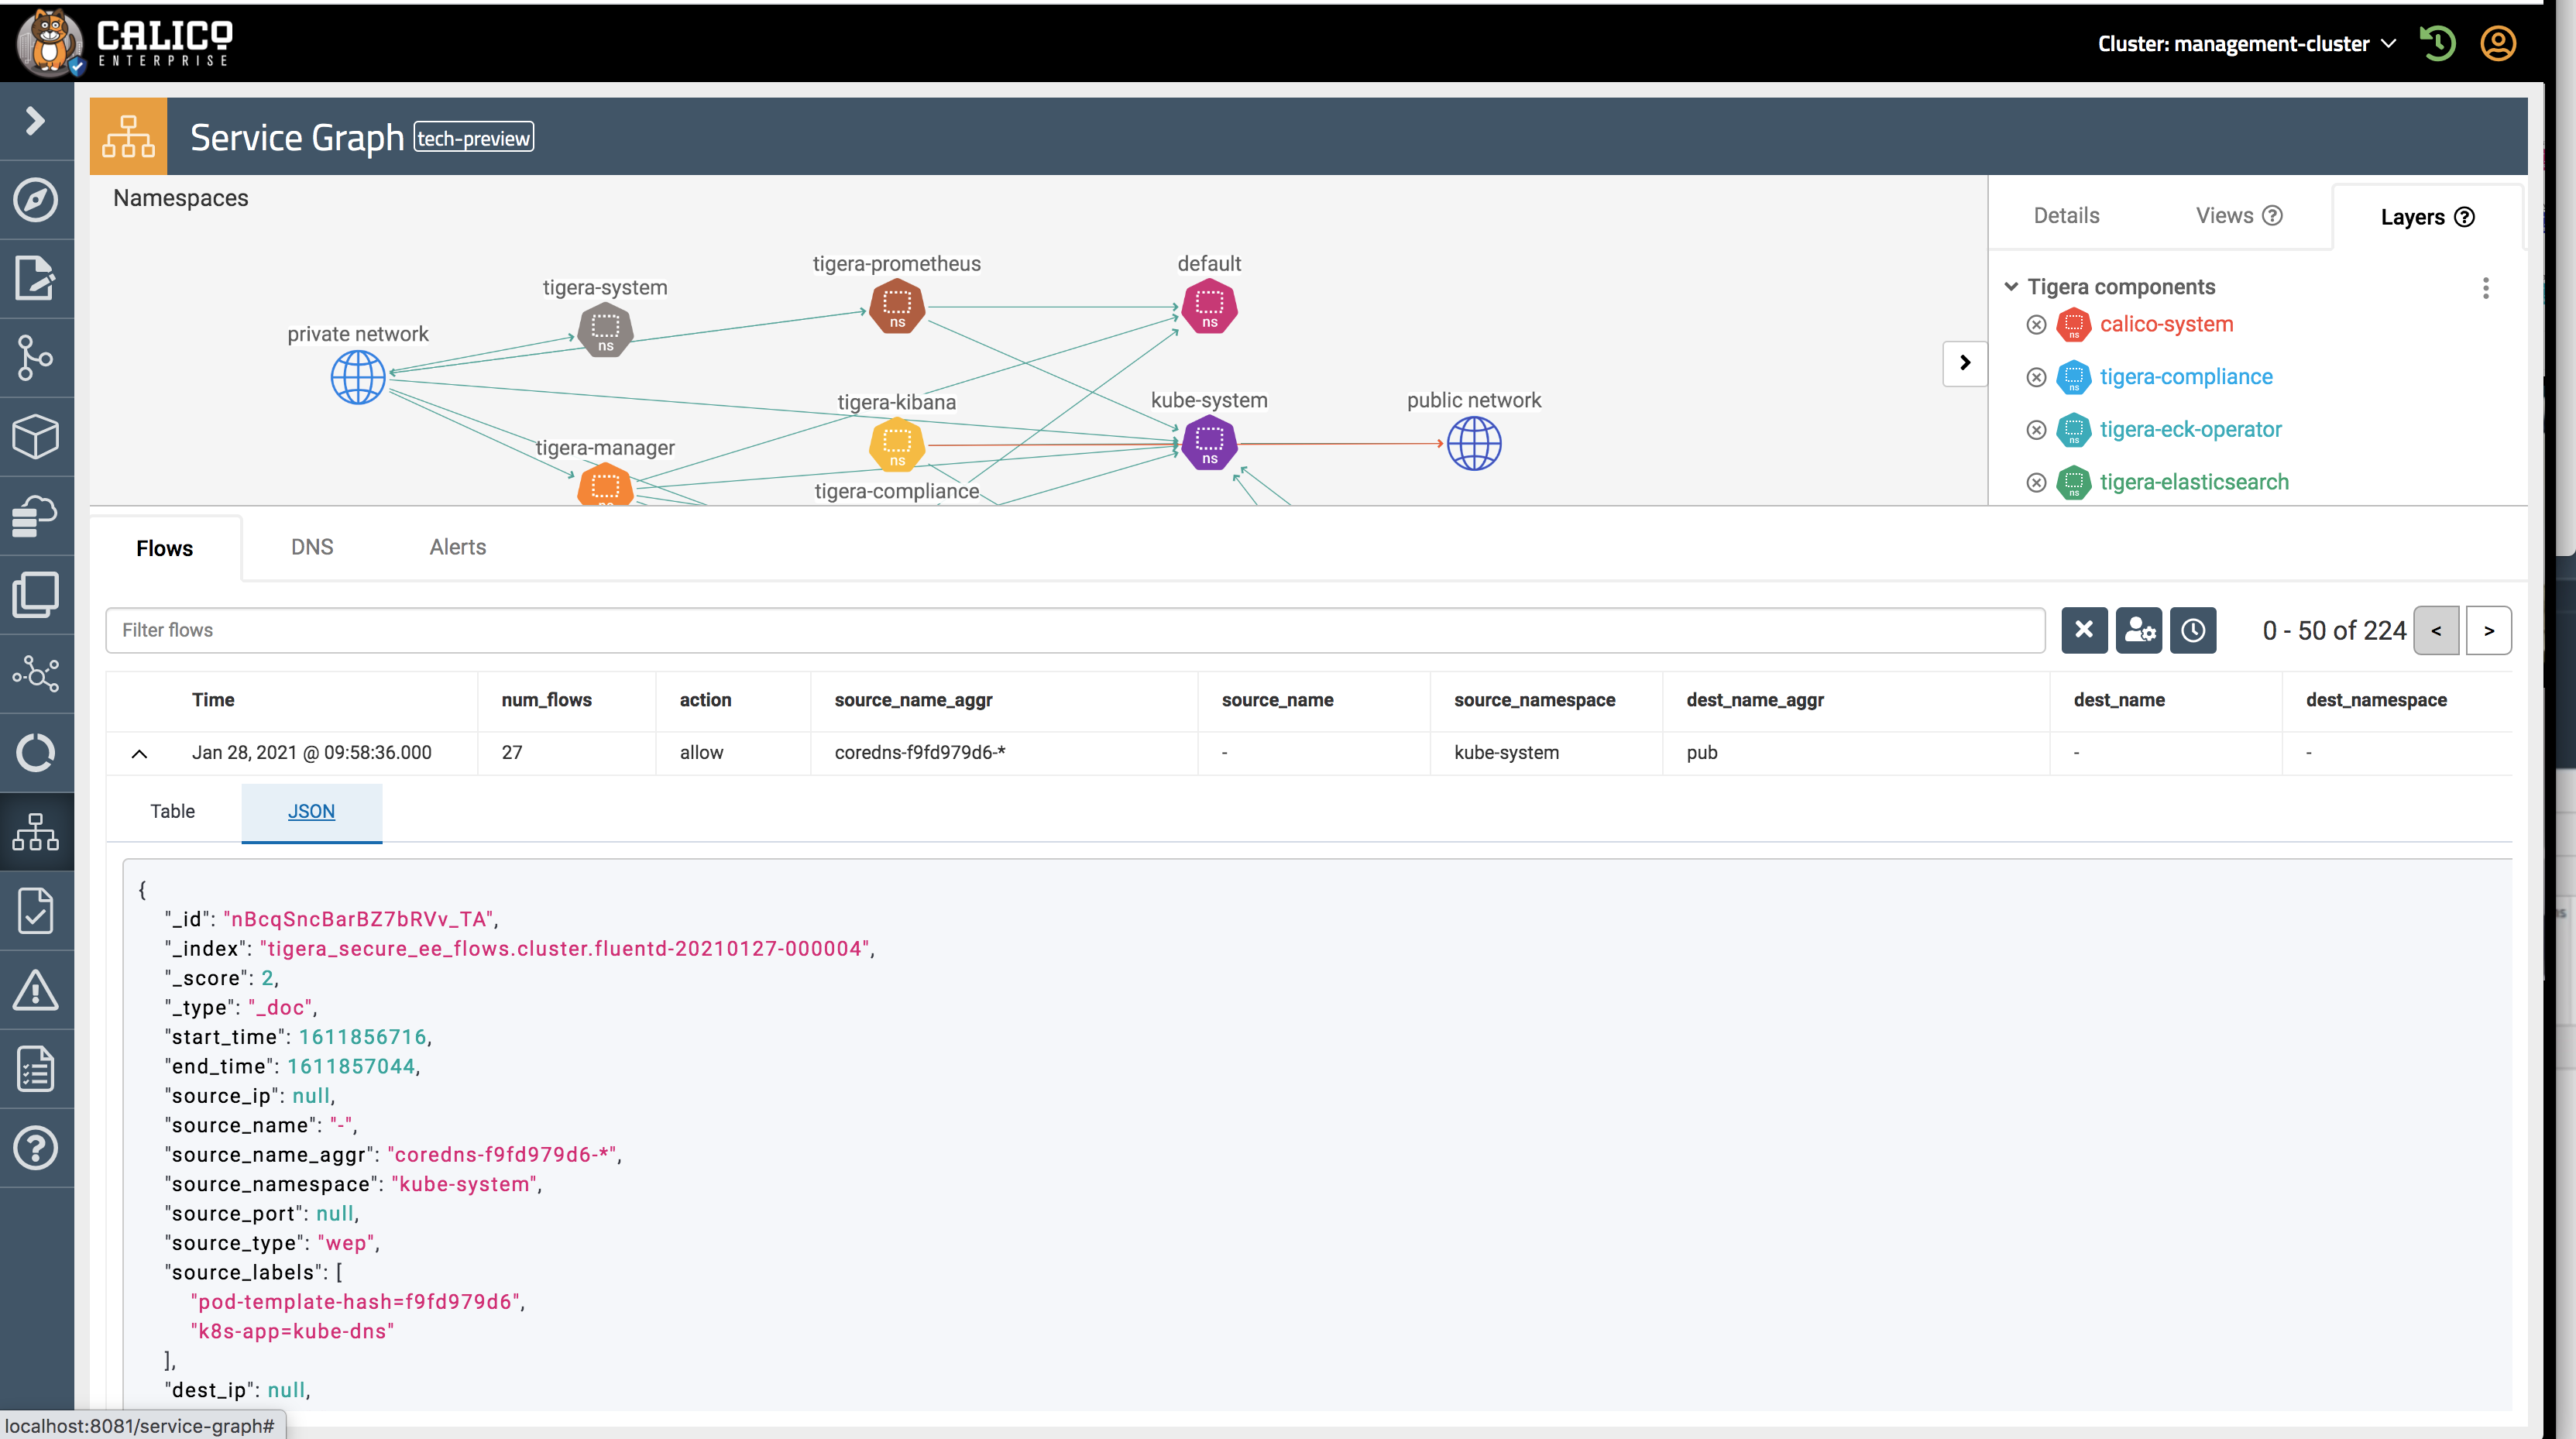 CALICO
ENTERPRISE
Cluster: management-cluster
Service Graph tech-preview
Namespaces
Details
Views
Layers
tigera-prometheus
default
tigera-system
private network
ns
ns
ns
tigera-kibana
kube-system
public network
tigera-manager
ns
ns
tigera-compliance
Tigera components
ns calico-system
ns tigera-compliance
ns tigera-eck-operator
ns tigera-elasticsearch
Flows
DNS
Alerts
Filter flows
0 - 50 of 224 < >
Time num_flows action source_name_aggr source_name source_namespace dest_name_aggr dest_name dest_namespace
Jan 28, 2021 @ 09:58:36.000 27 allow coredns-f9fd979d6-* - kube-system pub - -
Table JSON
{
"_id": "nBcqSncBarBZ7bRVv_TA",
"_index": "tigera_secure_ee_flows.cluster.fluentd-20210127-000004",
"_score": 2,
"_type": "_doc",
"start_time": 1611856716,
"end_time": 1611857044,
"source_ip": null,
"source_name": "-",
"source_name_aggr": "coredns-f9fd979d6-*",
"source_namespace": "kube-system",
"source_port": null,
"source_type": "wep",
"source_labels": [
"pod-template-hash=f9fd979d6",
"k8s-app=kube-dns"
],
"dest_ip": null,
localhost:8081/service-graph#